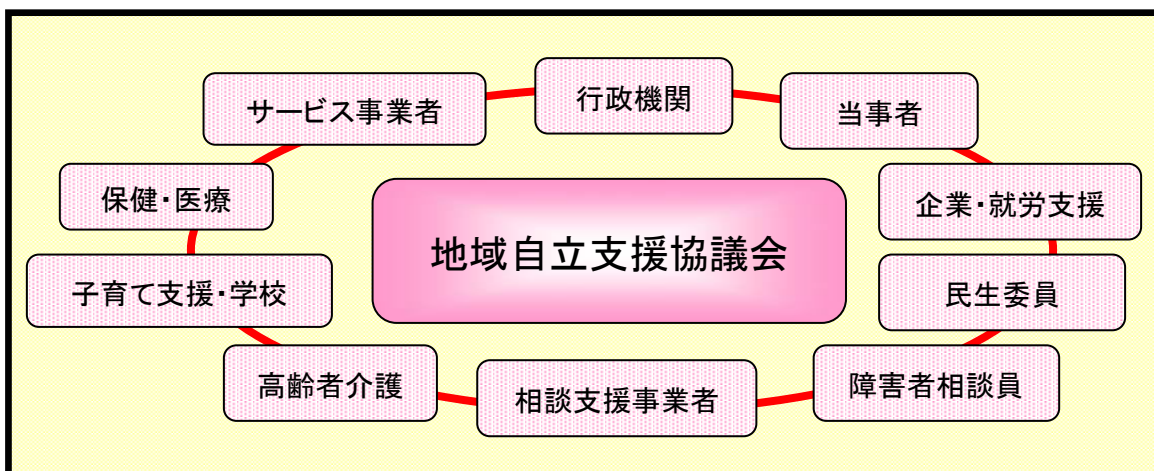 行政機関
サービス事業者
当事者
保健・医療
企業・就労支援
地域自立支援協議会
子育て支援・学校
民生委員
高齢者介護
相談支援事業者
障害者相談員